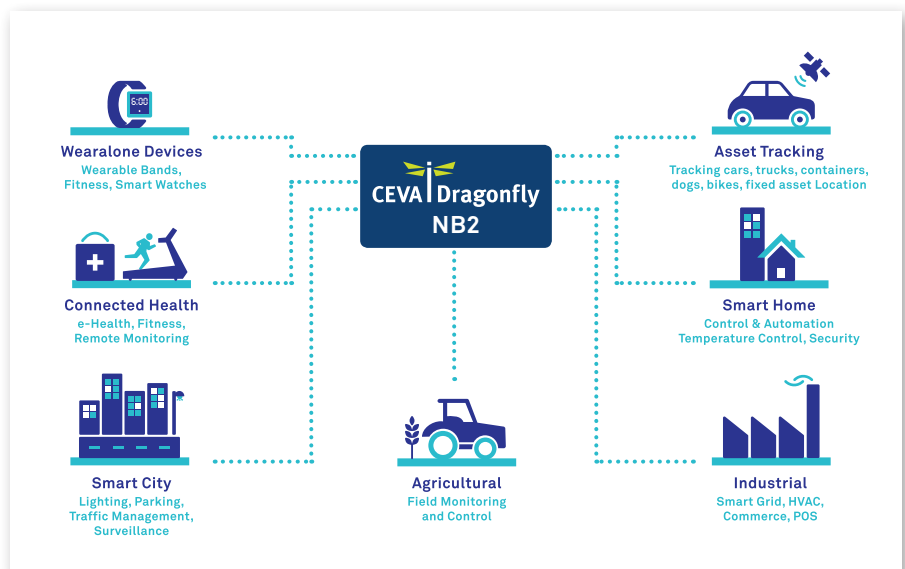 6:00
Wearalone Devices
Wearable Bands,
Fitness, Smart Watches
CEVA Dragonfly
NB2
Asset Tracking
Tracking cars, trucks, containers,
dogs, bikes, fixed asset Location
Connected Health
e-Health, Fitness,
Remote Monitoring
Smart Home
Control & Automation
Temperature Control, Security
Smart City
Lighting, Parking,
Traffic Management,
Surveillance
Agricultural
Field Monitoring
and Control
Industrial
Smart Grid, HVAC,
Commerce, POS